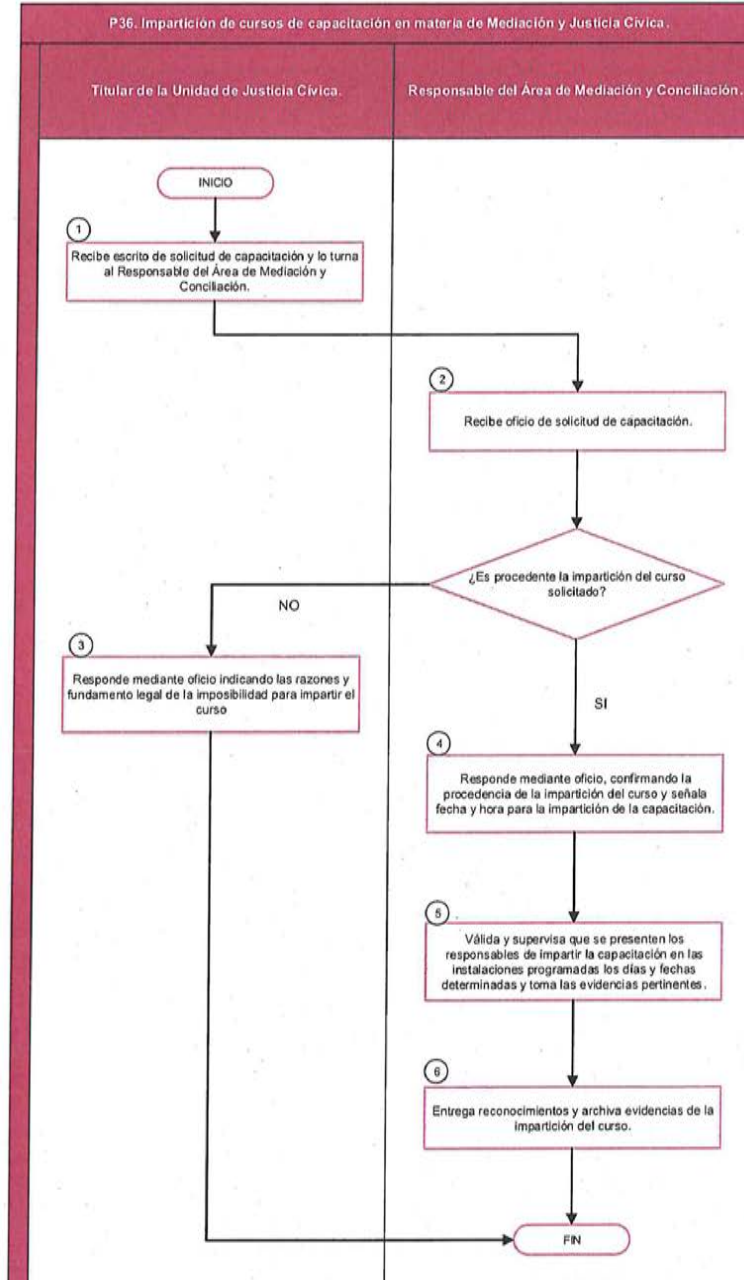 P36. Impartición de cursos de capacitación en materia de Mediación y Justicia Cívica.
Titular de la Unidad de Justicia Cívica.
Responsable del Área de Mediación y Conciliación.
INICIO
1
Recibe escrito de solicitud de capacitación y lo turna
al Responsable del Área de Mediación y
Conciliación.
2
Recibe oficio de solicitud de capacitación.
¿Es procedente la impartición del curso
solicitado?
NO
3
Responde mediante oficio indicando las razones y
fundamento legal de la imposibilidad para impartir el
curso
SI
4
Responde mediante oficio, confirmando la
procedencia de la impartición del curso y señala
fecha y hora para la impartición de la capacitación.
5
Válida y supervisa que se presenten los
responsables de impartir la capacitación en las
instalaciones programadas los días y fechas
determinadas y toma las evidencias pertinentes.
6
Entrega reconocimientos y archiva evidencias de la
impartición del curso.
FIN